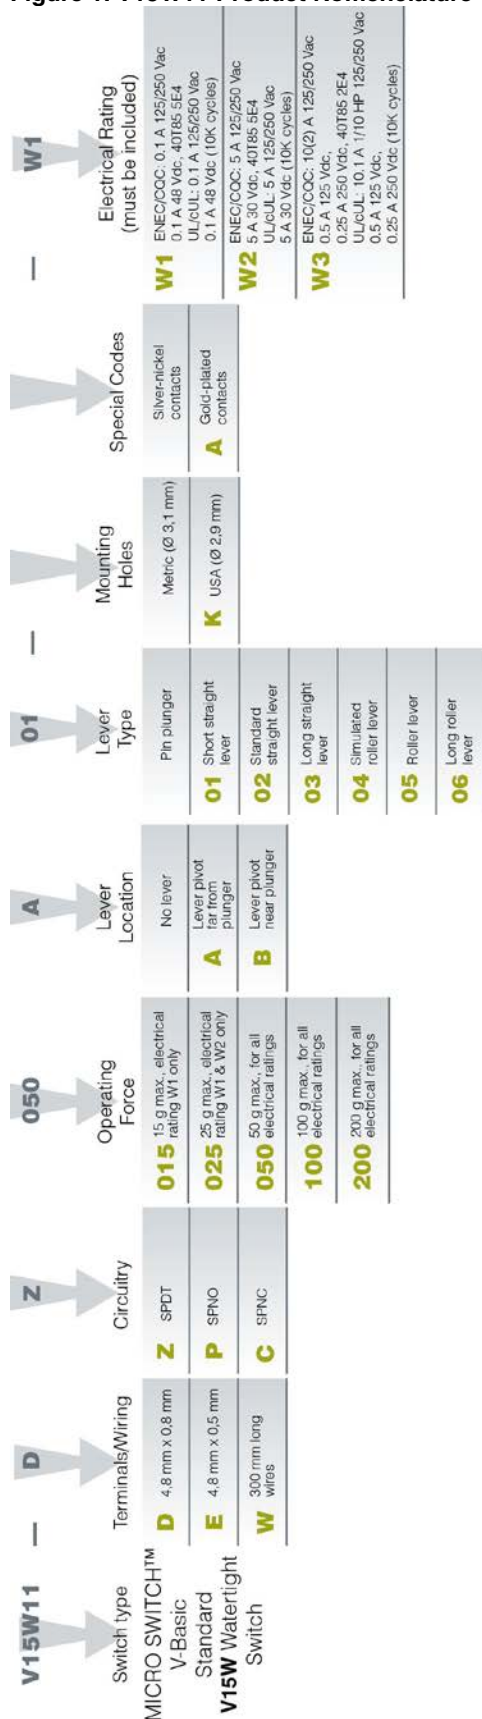 Figure 1. V15W11 Product Nomenclature
V15W11 — D Z 050 A 01 — — W1
Switch type
MICRO SWITCH™
V-Basic
Standard
V15W Watertight
Switch
Terminals/Wiring
D 4,8 mm x 0,8 mm
E 4,8 mm x 0,5 mm
W 300 mm long
wires
Circuitry
Z SPDT
P SPNO
C SPNC
Operating
Force
015 15 g max., electrical
rating W1 only
025 25 g max., electrical
rating W1 & W2 only
050 50 g max., for all
electrical ratings
100 100 g max., for all
electrical ratings
200 200 g max., for all
electrical ratings
Lever
Location
No lever
A Lever pivot
far from
plunger
B Lever pivot
near plunger
Lever
Type
Pin plunger
01 Short straight
lever
02 Standard
straight lever
03 Long straight
lever
04 Simulated
roller lever
05 Roller lever
06 Long roller
lever
Mounting
Holes
Metric (Ø 3,1 mm)
K USA (Ø 2,9 mm)
Special Codes
Silver-nickel
contacts
A Gold-plated
contacts
Electrical Rating
(must be included)
W1 ENEC/CQC: 0.1 A 125/250 Vac
0.1 A 48 Vdc, 40T85 5E4
UL/cUL: 0.1 A 125/250 Vac
0.1 A 48 Vdc (10K cycles)
W2 ENEC/CQC: 5 A 125/250 Vac
5 A 30 Vdc, 40T85 5E4
UL/cUL: 5 A 125/250 Vac
5 A 30 Vdc (10K cycles)
W3 ENEC/CQC: 10(2) A 125/250 Vac
0.5 A 125 Vdc,
0.25 A 250 Vdc, 40T85 2E4
UL/cUL: 10.1 A 1/10 HP 125/250 Vac
0.5 A 125 Vdc,
0.25 A 250 Vdc (10K cycles)